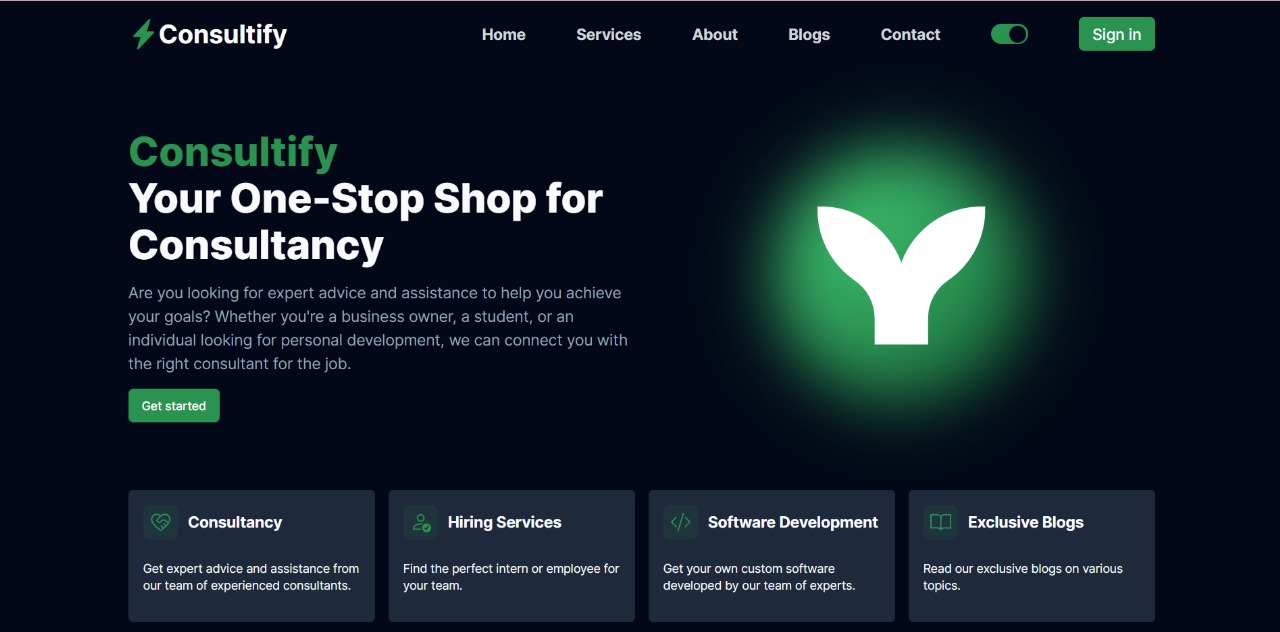 Consultify
Home Services About Blogs Contact Sign in
Consultify
Your One-Stop Shop for
Consultancy
Are you looking for expert advice and assistance to help you achieve
your goals? Whether you're a business owner, a student, or an
individual looking for personal development, we can connect you with
the right consultant for the job.
Get started
Consultancy
Get expert advice and assistance from
our team of experienced consultants.
Hiring Services
Find the perfect intern or employee for
your team.
Software Development
Get your own custom software
developed by our team of experts.
Exclusive Blogs
Read our exclusive blogs on various
topics.